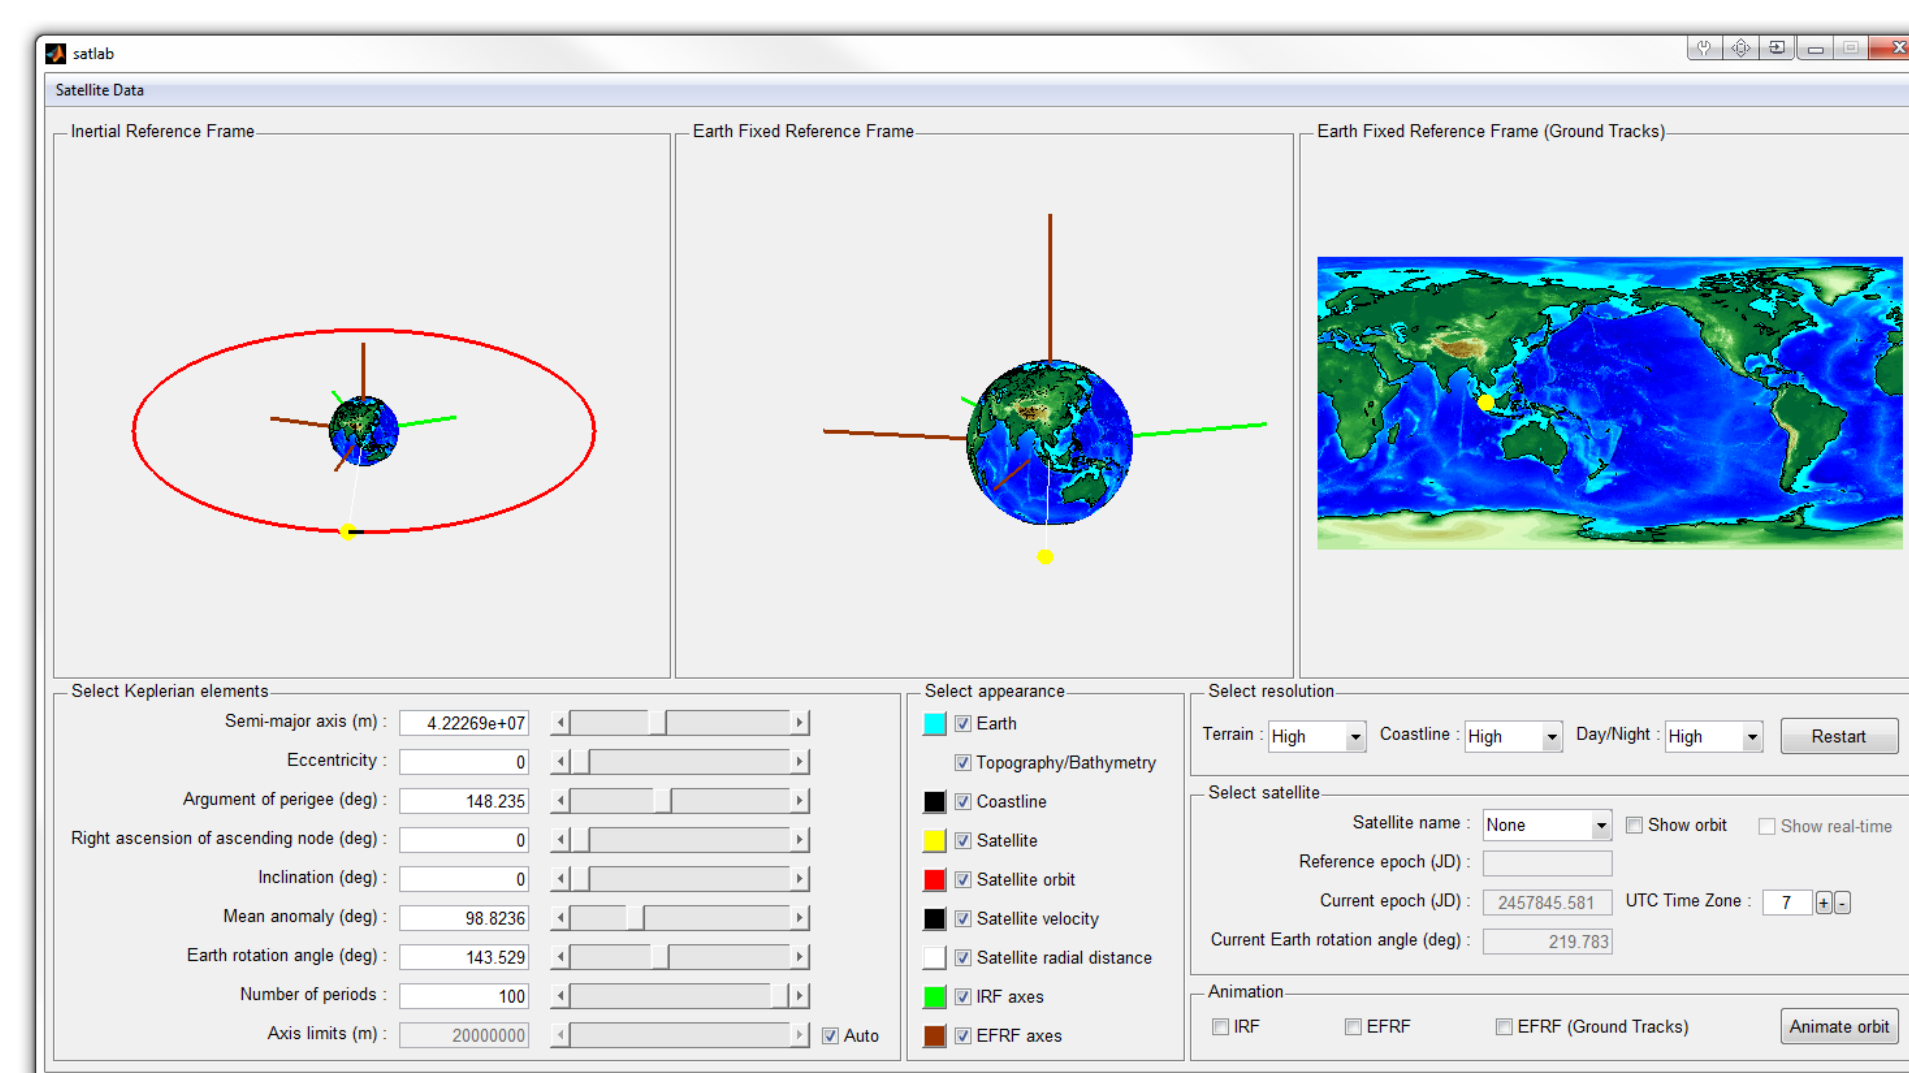 satlab
Satellite Data
Inertial Reference Frame
Earth Fixed Reference Frame
Earth Fixed Reference Frame (Ground Tracks)
Select Keplerian elements
Semi-major axis (m) : 4.22269e+07
Eccentricity : 0
Argument of perigee (deg) : 148.235
Right ascension of ascending node (deg) : 0
Inclination (deg) : 0
Mean anomaly (deg) : 98.8236
Earth rotation angle (deg) : 143.529
Number of periods : 100
Axis limits (m) : 20000000 Auto
Select appearance
Earth
Topography/Bathymetry
Coastline
Satellite
Satellite orbit
Satellite velocity
Satellite radial distance
IRF axes
EFRF axes
Select resolution
Terrain : High Coastline : High Day/Night : High Restart
Select satellite
Satellite name : None Show orbit Show real-time
Reference epoch (JD) :
Current epoch (JD) : 2457845.581 UTC Time Zone : 7 + -
Current Earth rotation angle (deg) : 219.783
Animation
IRF EFRF EFRF (Ground Tracks) Animate orbit